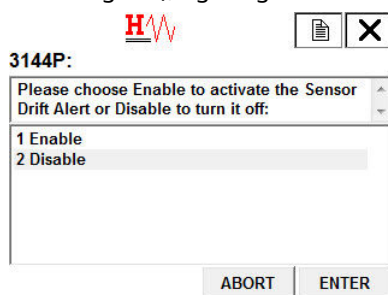 H
3144P:
Please choose Enable to activate the Sensor
Drift Alert or Disable to turn it off:
1 Enable
2 Disable
ABORT ENTER